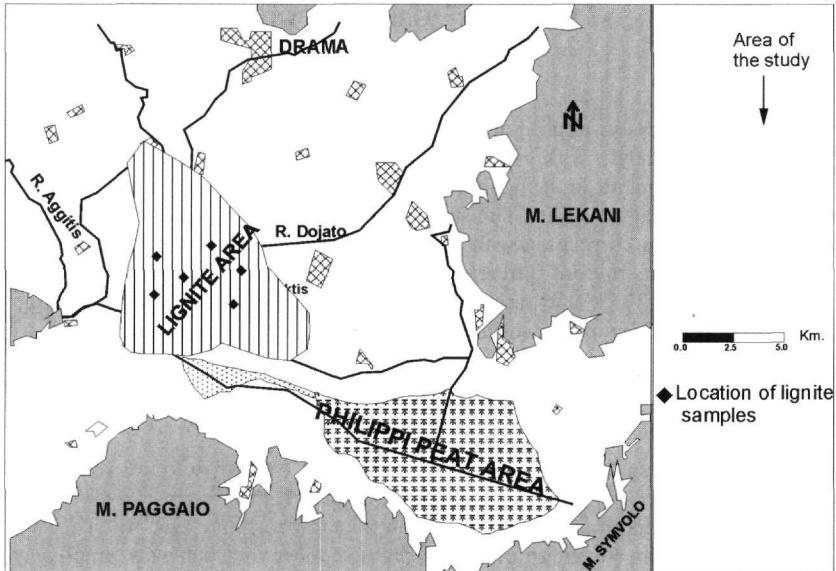 DRAMA
Area of
the study
N
M. LEKANI
R. Aggitis
R. Dojato
LIGNITE AREA
ktis
Km.
0.0 2.5 5.0
Location of lignite
samples
PHILIPPI PEAT AREA
M. PAGGAIO
M. SYMVOLO